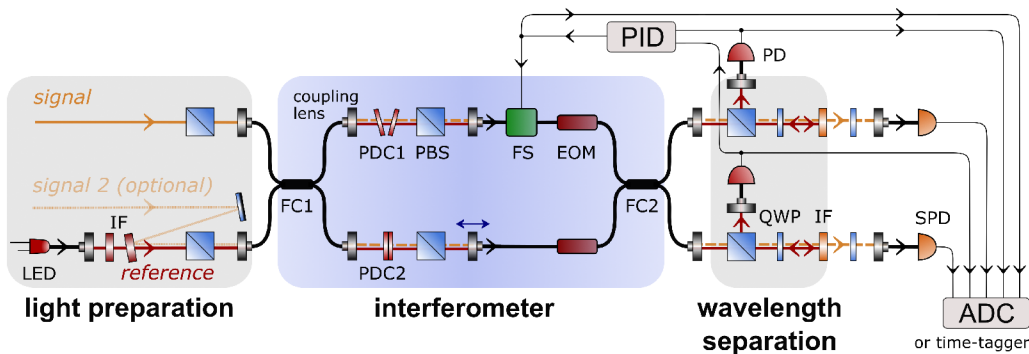 signal
signal 2 (optional)
IF
LED
reference
light preparation
coupling
lens
PDC1
PBS
FS
EOM
FC1
FC2
PDC2
interferometer
PID
PD
QWP
IF
SPD
wavelength
separation
ADC
or time-tagger